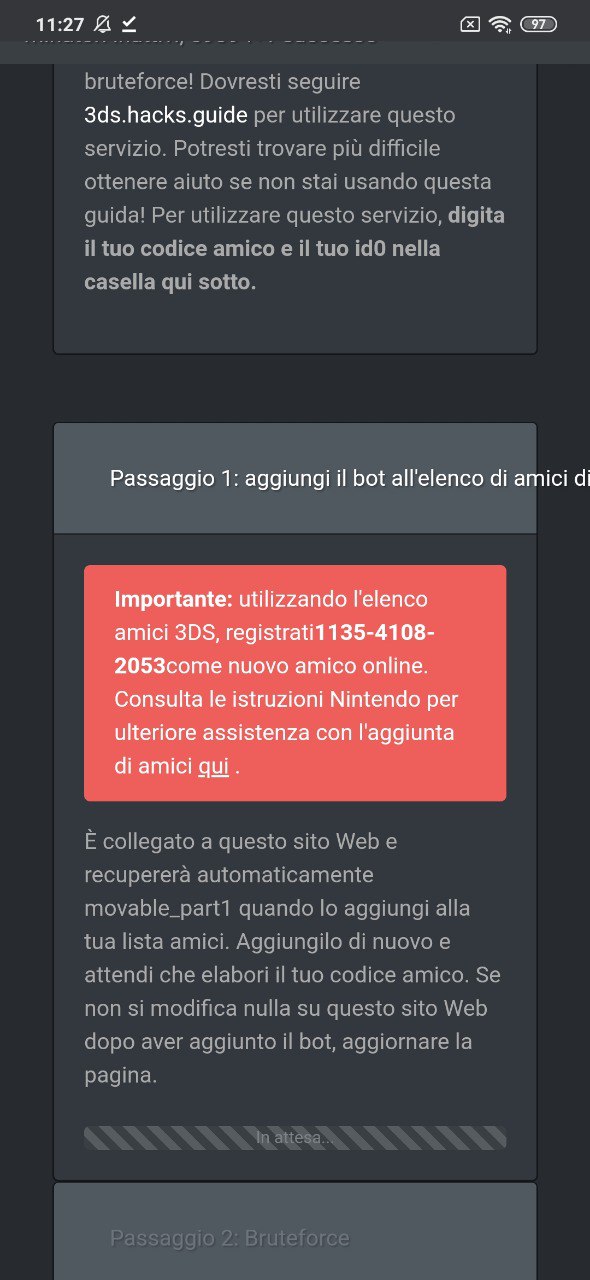 11:27
97
bruteforce! Dovresti seguire
3ds.hacks.guide per utilizzare questo
servizio. Potresti trovare più difficile
ottenere aiuto se non stai usando questa
guida! Per utilizzare questo servizio, digita
il tuo codice amico e il tuo id0 nella
casella qui sotto.
Passaggio 1: aggiungi il bot all'elenco di amici di
Importante: utilizzando l'elenco
amici 3DS, registrati1135-4108-
2053come nuovo amico online.
Consulta le istruzioni Nintendo per
ulteriore assistenza con l'aggiunta
di amici qui .
È collegato a questo sito Web e
recupererà automaticamente
movable_part1 quando lo aggiungi alla
tua lista amici. Aggiungilo di nuovo e
attendi che elabori il tuo codice amico. Se
non si modifica nulla su questo sito Web
dopo aver aggiunto il bot, aggiornare la
pagina.
In attesa...
Passaggio 2: Bruteforce